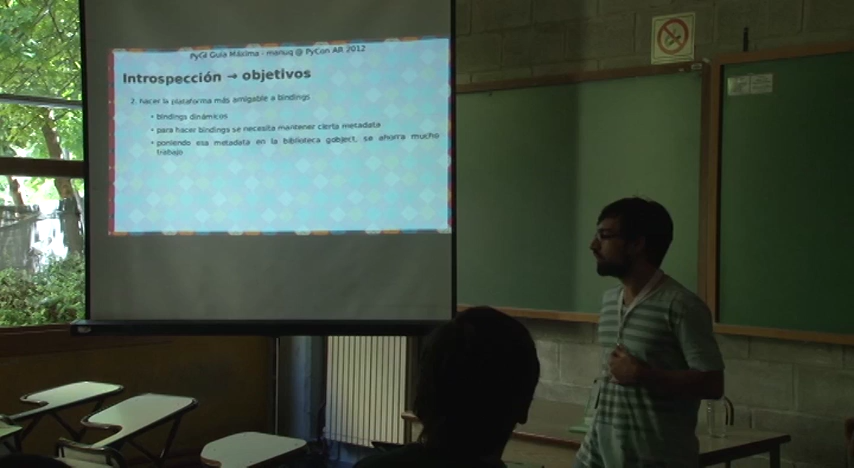 PyGI Guía Máxima - manuq @ PyCon AR 2012
Introspección → objetivos
2. hacer la plataforma más amigable a bindings
• bindings dinámicos
• para hacer bindings se necesita mantener cierta metadata
• poniendo esa metadata en la biblioteca gobject, se ahorra mucho
trabajo